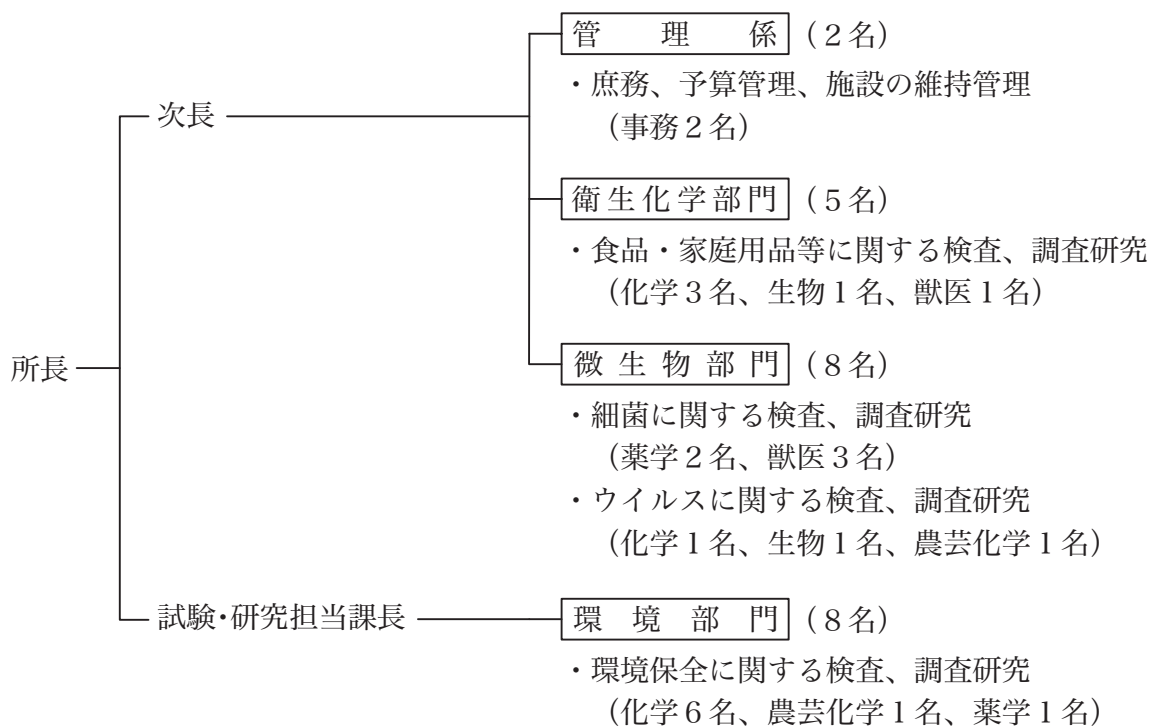 管理係（２名）
・庶務、予算管理、施設の維持管理
（事務２名）
次長
衛生化学部門（５名）
・食品・家庭用品等に関する検査、調査研究
（化学３名、生物１名、獣医１名）
所長
微生物部門（８名）
・細菌に関する検査、調査研究
（薬学２名、獣医３名）
・ウイルスに関する検査、調査研究
（化学１名、生物１名、農芸化学１名）
試験・研究担当課長
環境部門（８名）
・環境保全に関する検査、調査研究
（化学６名、農芸化学１名、薬学１名）